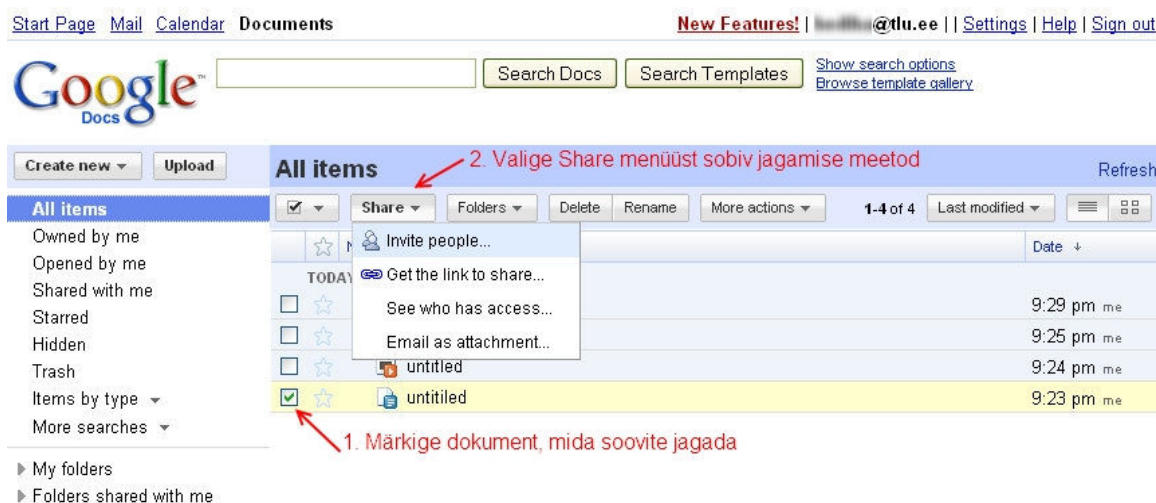 Start Page Mail Calendar Documents
New Features! | @tlu.ee | | Settings | Help | Sign out
Google™ Docs
Search Docs Search Templates
Show search options
Browse template gallery
Create new Upload
All items
2. Valige Share menüüst sobiv jagamise meetod
Refresh
Share Folders Delete Rename More actions 1-4 of 4 Last modified
All items
Owned by me
Opened by me
Shared with me
Starred
Hidden
Trash
Items by type
More searches
My folders
Folders shared with me
Date
Invite people...
Get the link to share...
See who has access...
Email as attachment...
TODAY
9:29 pm me
9:25 pm me
untitled 9:24 pm me
untitiled 9:23 pm me
1. Märkige dokument, mida soovite jagada